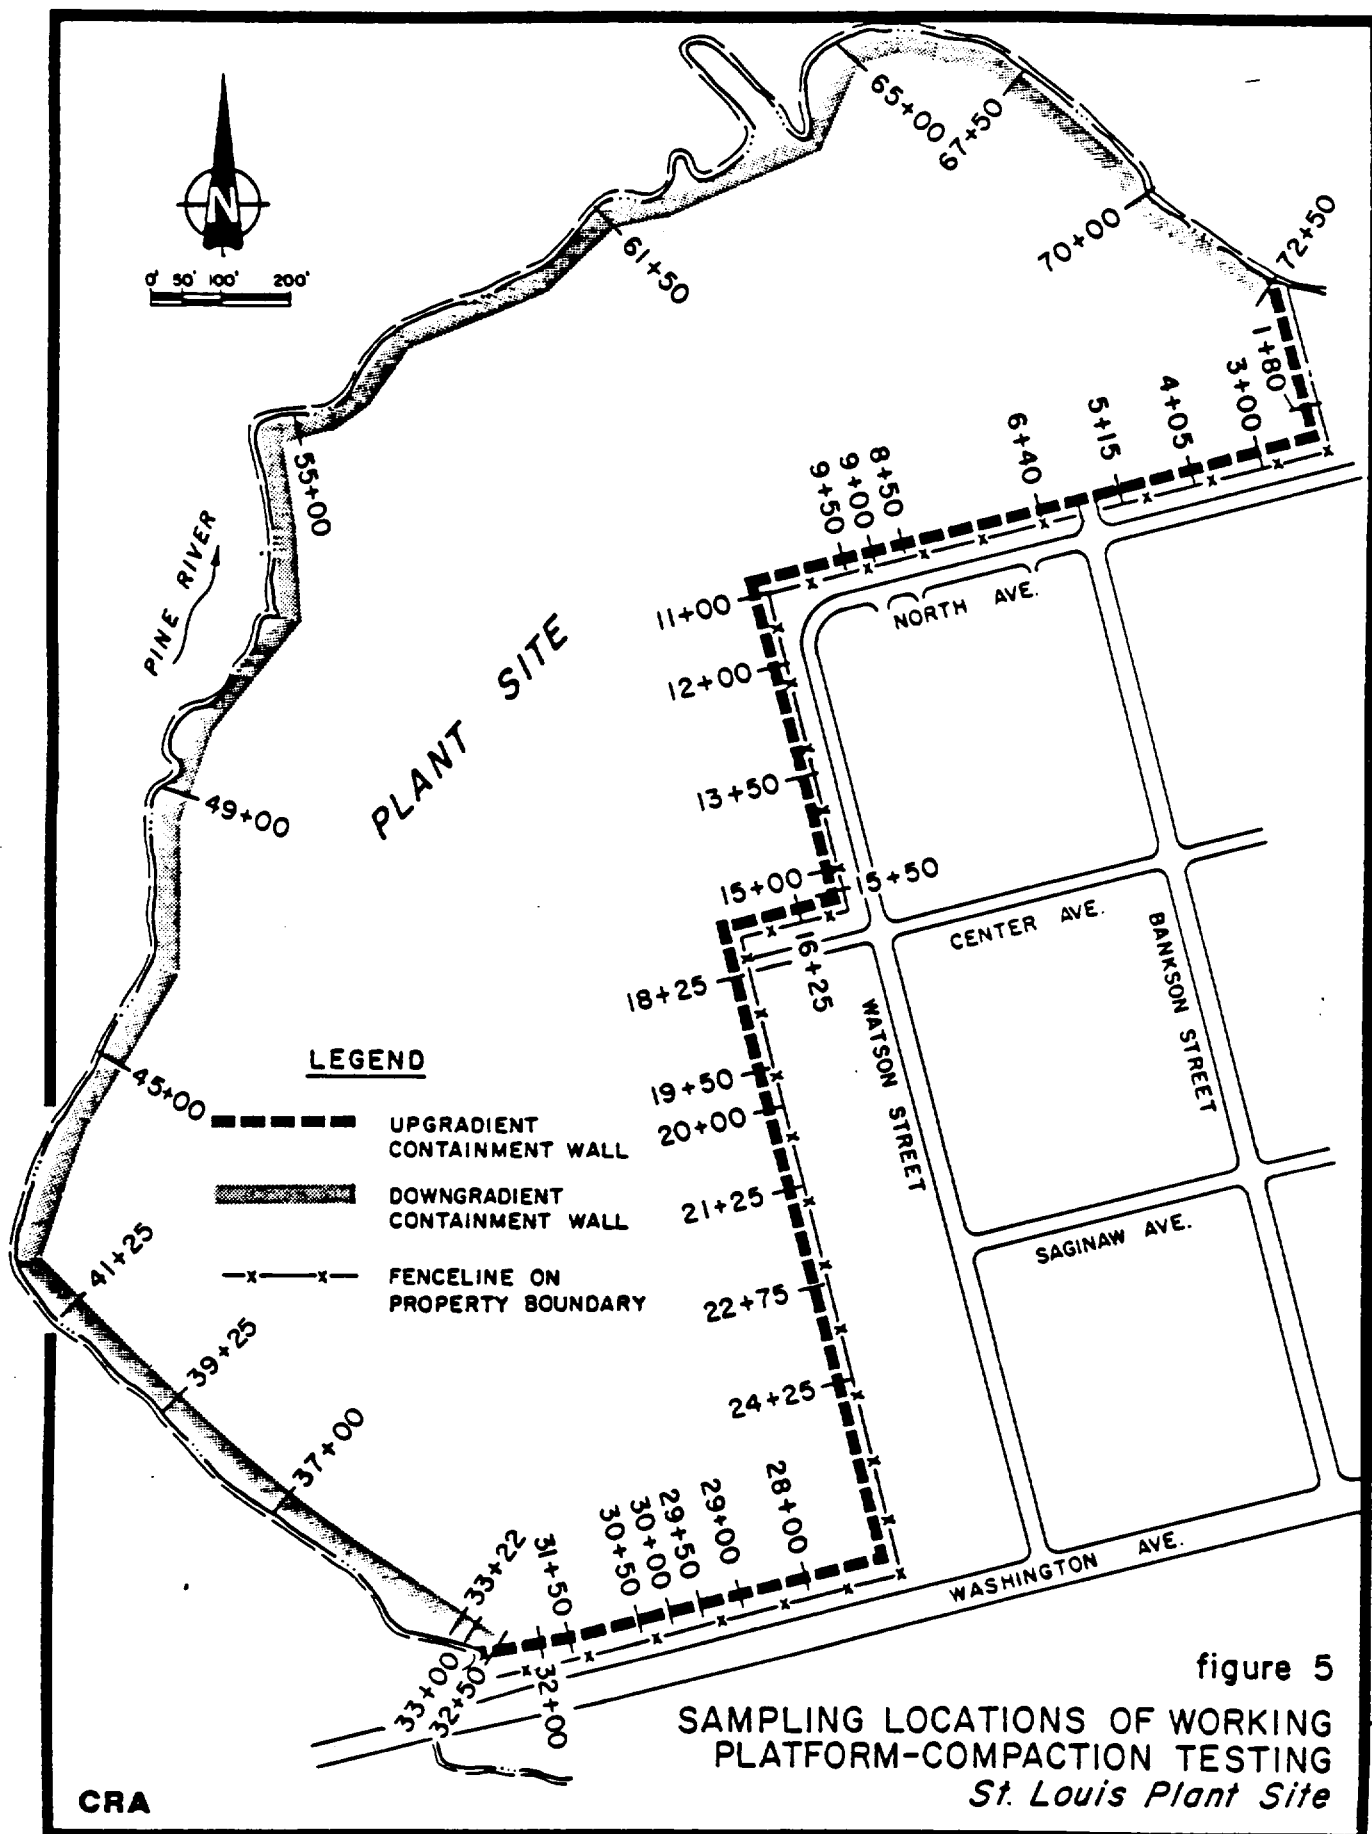 65+00
67+50
N
72+50
70+00
61+50
0' 50' 100' 200'
1+80
3+00
4+05
5+15
6+40
8+50
9+00
9+50
55+00
PINE RIVER
11+00
NORTH AVE.
PLANT SITE
12+00
13+50
49+00
15+00
15+50
CENTER AVE.
BANKSON STREET
16+25
18+25
WATSON STREET
LEGEND
45+00
19+50
UPGRADIENT
CONTAINMENT WALL
20+00
DOWNGRADIENT
CONTAINMENT WALL
21+25
SAGINAW AVE.
41+25
FENCELINE ON
PROPERTY BOUNDARY
22+75
39+25
24+25
37+00
28+00
29+00
29+50
30+00
30+50
31+50
33+22
WASHINGTON AVE.
33+00
32+50
32+00
figure 5
SAMPLING LOCATIONS OF WORKING
PLATFORM-COMPACTION TESTING
St. Louis Plant Site
CRA